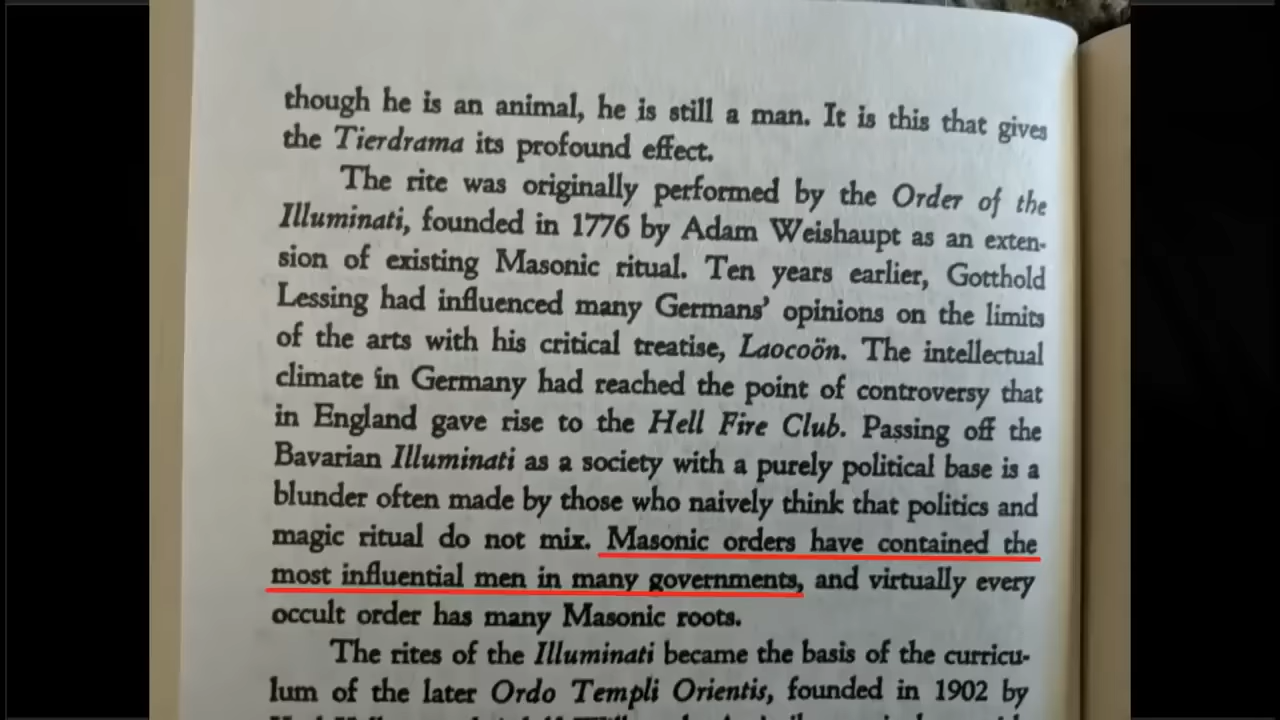 though he is an animal, he is still a man. It is this that gives
the Tierdrama its profound effect.
The rite was originally performed by the Order of the
Illuminati, founded in 1776 by Adam Weishaupt as an exten-
sion of existing Masonic ritual. Ten years earlier, Gotthold
Lessing had influenced many Germans' opinions on the limits
of the arts with his critical treatise, Laocoön. The intellectual
climate in Germany had reached the point of controversy that
in England gave rise to the Hell Fire Club. Passing off the
Bavarian Illuminati as a society with a purely political base is a
blunder often made by those who naively think that politics and
magic ritual do not mix. Masonic orders have contained the
most influential men in many governments, and virtually every
occult order has many Masonic roots.
The rites of the Illuminati became the basis of the curricu-
lum of the later Ordo Templi Orientis, founded in 1902 by